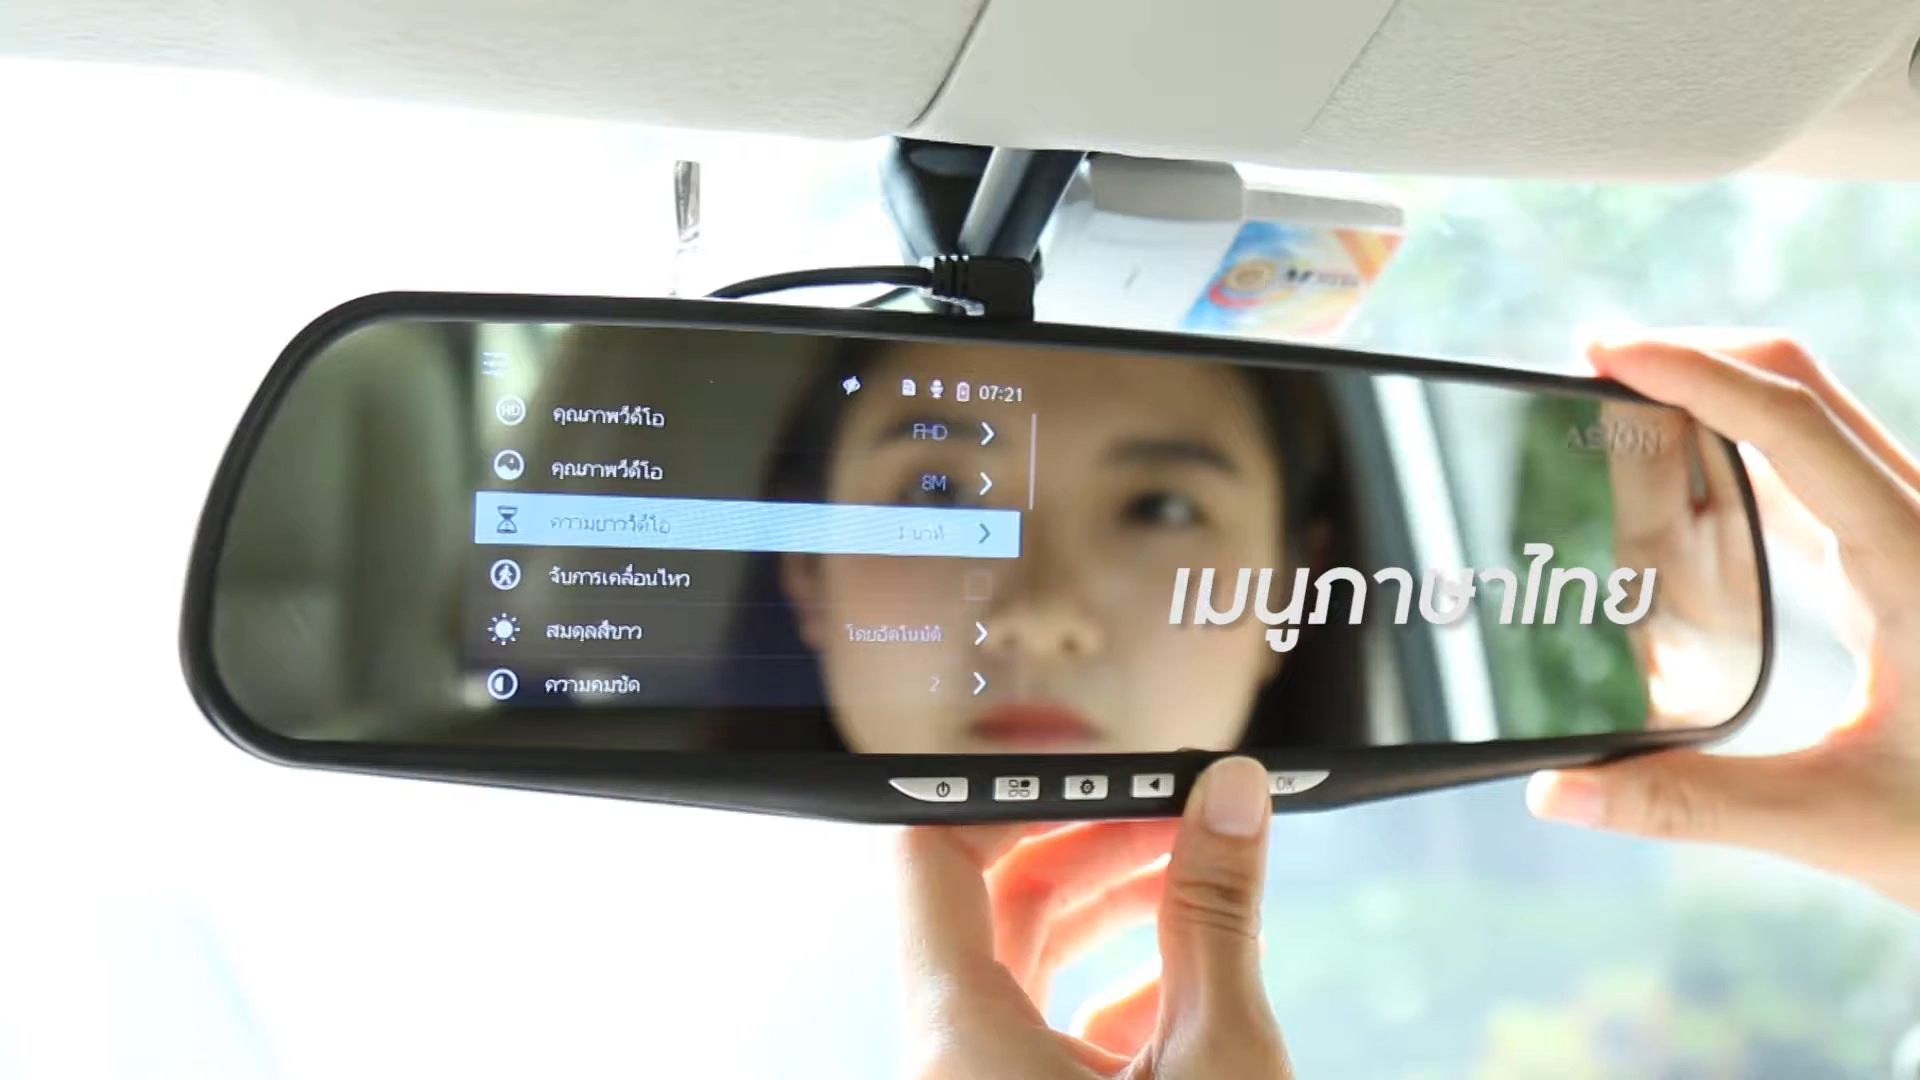 07:21
HD คุณภาพวีดีโอ FHD
คุณภาพวีดีโอ 8M
ความยาววีดีโอ 1 นาที
จับการเคลื่อนไหว
สมดุลสีขาว โดยอัตโนมัติ
ความคมชัด 2
เมนูภาษาไทย
OK